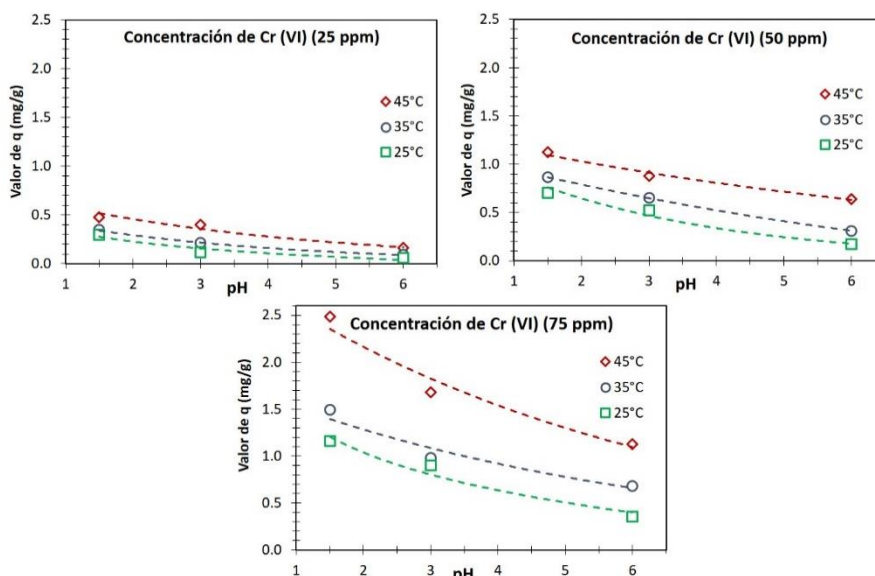 Concentración de Cr (VI) (25 ppm)
Valor de q (mg/g)
2.5
2.0
1.5
1.0
0.5
0.0
45°C
35°C
25°C
1 2 3 4 5 6
pH
Concentración de Cr (VI) (50 ppm)
Valor de q (mg/g)
2.5
2.0
1.5
1.0
0.5
0.0
45°C
35°C
25°C
1 2 3 4 5 6
pH
Concentración de Cr (VI) (75 ppm)
Valor de q (mg/g)
2.5
2.0
1.5
1.0
0.5
0.0
45°C
35°C
25°C
1 2 3 4 5 6
pH